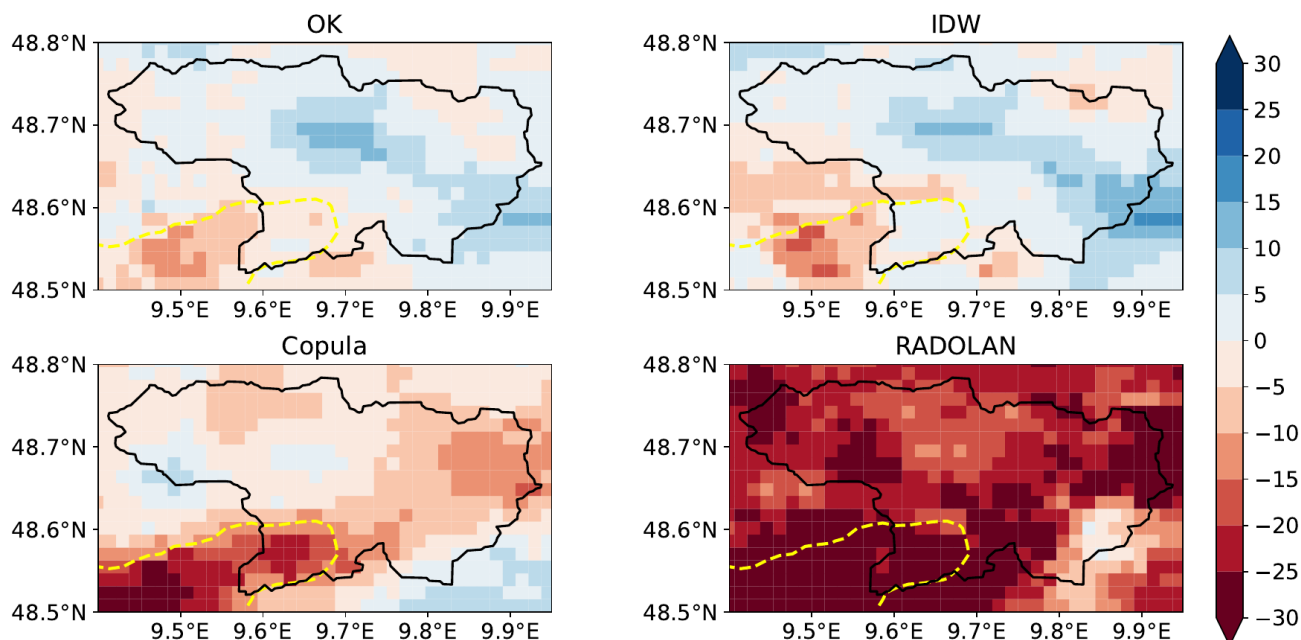 OK
48.8°N
48.7°N
48.6°N
48.5°N
9.5°E 9.6°E 9.7°E 9.8°E 9.9°E
IDW
48.8°N
48.7°N
48.6°N
48.5°N
9.5°E 9.6°E 9.7°E 9.8°E 9.9°E
Copula
48.8°N
48.7°N
48.6°N
48.5°N
9.5°E 9.6°E 9.7°E 9.8°E 9.9°E
RADOLAN
48.8°N
48.7°N
48.6°N
48.5°N
9.5°E 9.6°E 9.7°E 9.8°E 9.9°E
30
25
20
15
10
5
0
−5
−10
−15
−20
−25
−30